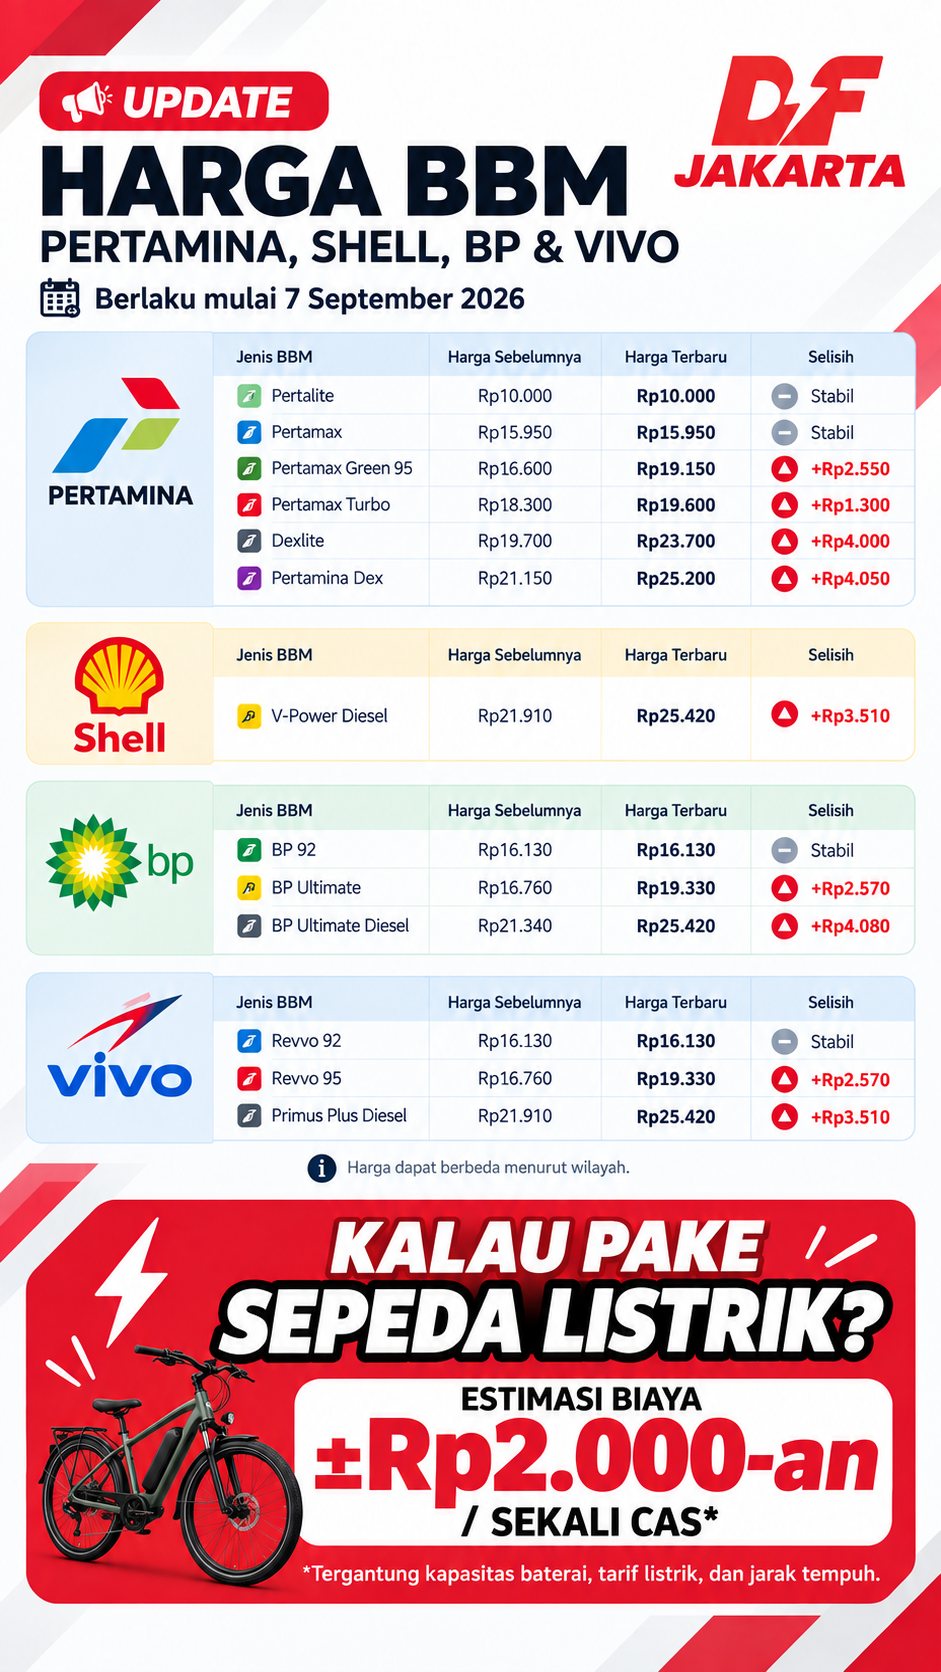 UPDATE
DF
JAKARTA
HARGA BBM
PERTAMINA, SHELL, BP & VIVO
Berlaku mulai 7 September 2026
PERTAMINA
Jenis BBM Harga Sebelumnya Harga Terbaru Selisih
Pertalite Rp10.000 Rp10.000 Stabil
Pertamax Rp15.950 Rp15.950 Stabil
Pertamax Green 95 Rp16.600 Rp19.150 +Rp2.550
Pertamax Turbo Rp18.300 Rp19.600 +Rp1.300
Dexlite Rp19.700 Rp23.700 +Rp4.000
Pertamina Dex Rp21.150 Rp25.200 +Rp4.050
Shell
Jenis BBM Harga Sebelumnya Harga Terbaru Selisih
V-Power Diesel Rp21.910 Rp25.420 +Rp3.510
bp
Jenis BBM Harga Sebelumnya Harga Terbaru Selisih
BP 92 Rp16.130 Rp16.130 Stabil
BP Ultimate Rp16.760 Rp19.330 +Rp2.570
BP Ultimate Diesel Rp21.340 Rp25.420 +Rp4.080
vivo
Jenis BBM Harga Sebelumnya Harga Terbaru Selisih
Revvo 92 Rp16.130 Rp16.130 Stabil
Revvo 95 Rp16.760 Rp19.330 +Rp2.570
Primus Plus Diesel Rp21.910 Rp25.420 +Rp3.510
Harga dapat berbeda menurut wilayah.
KALAU PAKE
SEPEDA LISTRIK?
ESTIMASI BIAYA
±Rp2.000-an
/ SEKALI CAS*
*Tergantung kapasitas baterai, tarif listrik, dan jarak tempuh.